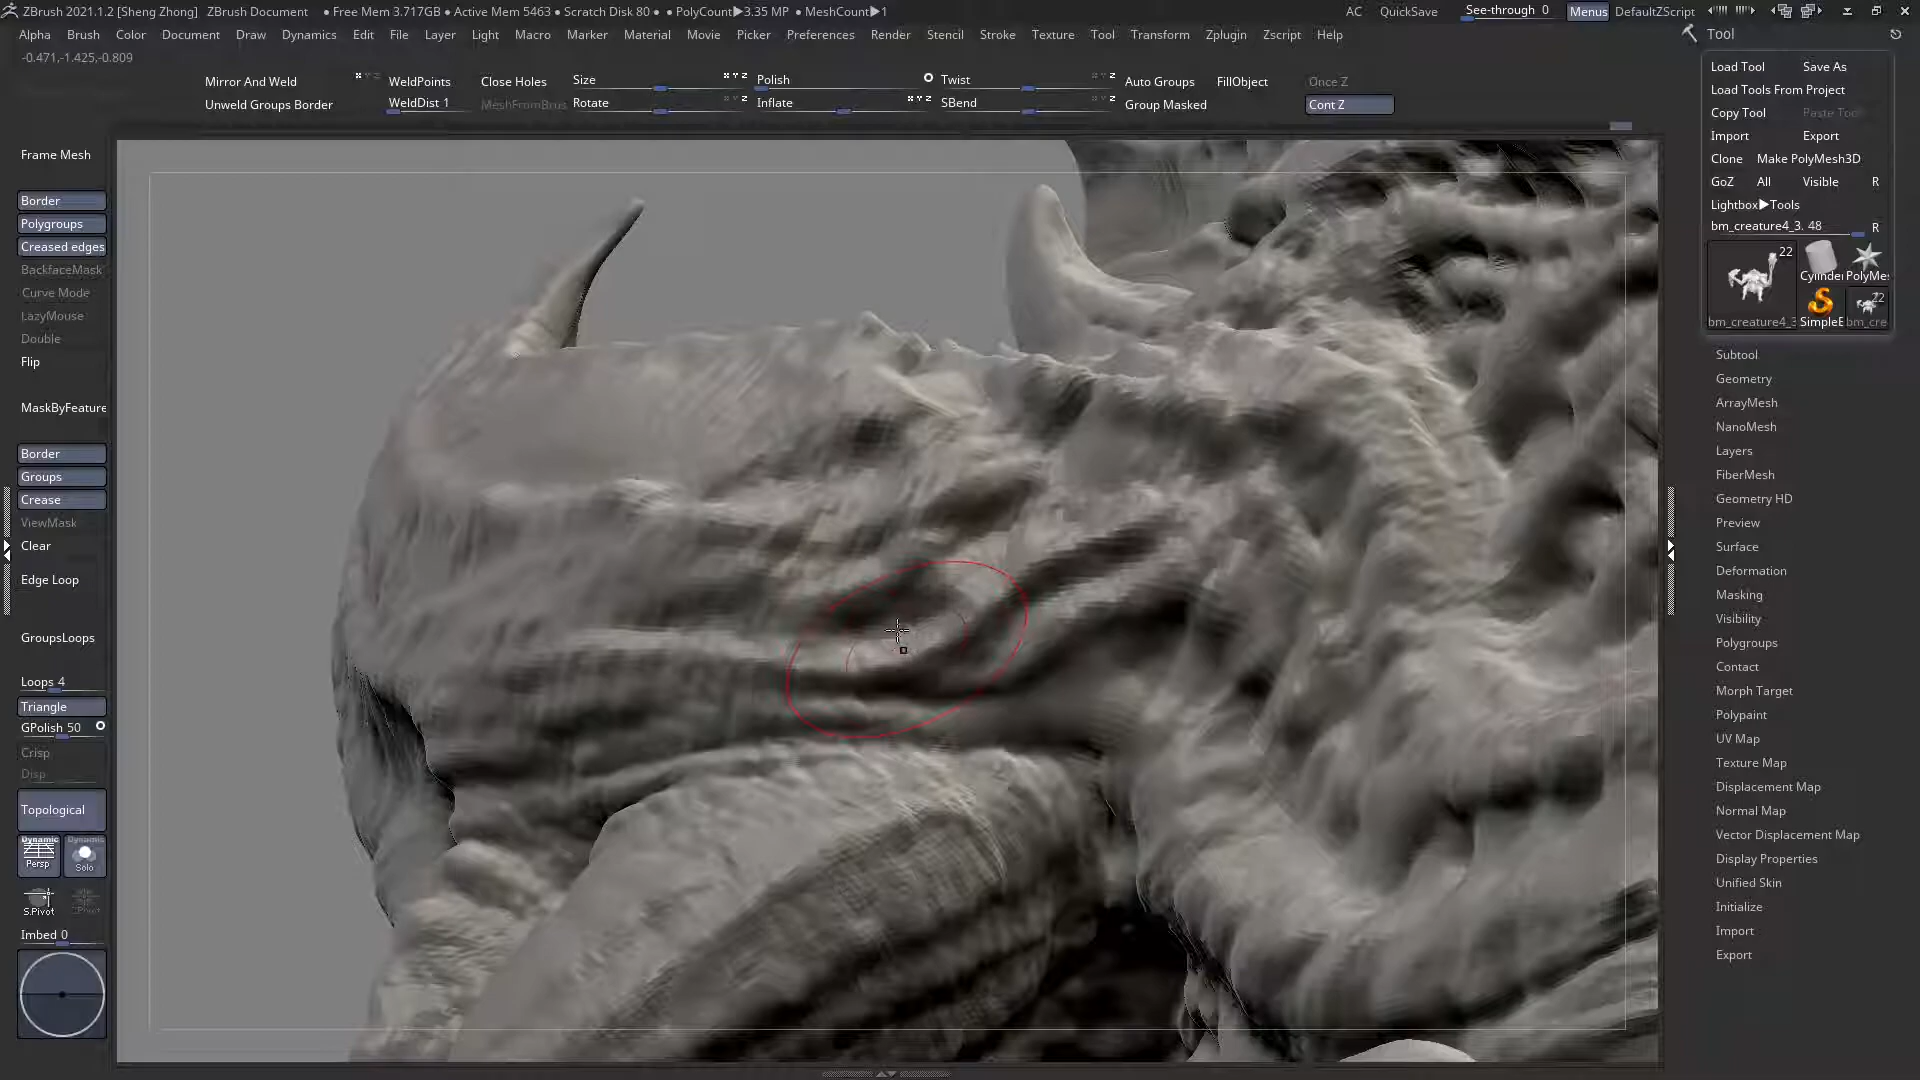 ZBrush 2021.1.2 [Sheng Zhong] ZBrush Document • Free Mem 3.717GB • Active Mem 5463 • Scratch Disk 80 • • PolyCount▶3.35 MP • MeshCount▶1 AC QuickSave See-through 0 Menus DefaultZScript
Alpha Brush Color Document Draw Dynamics Edit File Layer Light Macro Marker Material Movie Picker Preferences Render Stencil Stroke Texture Tool Transform Zplugin Zscript Help
-0.471,-1.425,-0.809
Mirror And Weld WeldPoints Close Holes Size Polish Twist Auto Groups FillObject Once Z
Unweld Groups Border WeldDist 1 MeshFromBrus Rotate Inflate SBend Group Masked Cont Z
Frame Mesh
Border
Polygroups
Creased edges
BackfaceMask
Curve Mode
LazyMouse
Double
Flip
MaskByFeature
Border
Groups
Crease
ViewMask
Clear
Edge Loop
GroupsLoops
Loops 4
Triangle
GPolish 50
Crisp
Disp
Topological
Dynamic Dynamic
Persp Solo
S.Pivot
Imbed 0
Tool
Load Tool Save As
Load Tools From Project
Copy Tool Paste Too
Import Export
Clone Make PolyMesh3D
GoZ All Visible R
Lightbox▶Tools
bm_creature4_3. 48 R
22
Cylinder PolyMes
22
bm_creature4_3 SimpleE bm_cre
Subtool
Geometry
ArrayMesh
NanoMesh
Layers
FiberMesh
Geometry HD
Preview
Surface
Deformation
Masking
Visibility
Polygroups
Contact
Morph Target
Polypaint
UV Map
Texture Map
Displacement Map
Normal Map
Vector Displacement Map
Display Properties
Unified Skin
Initialize
Import
Export